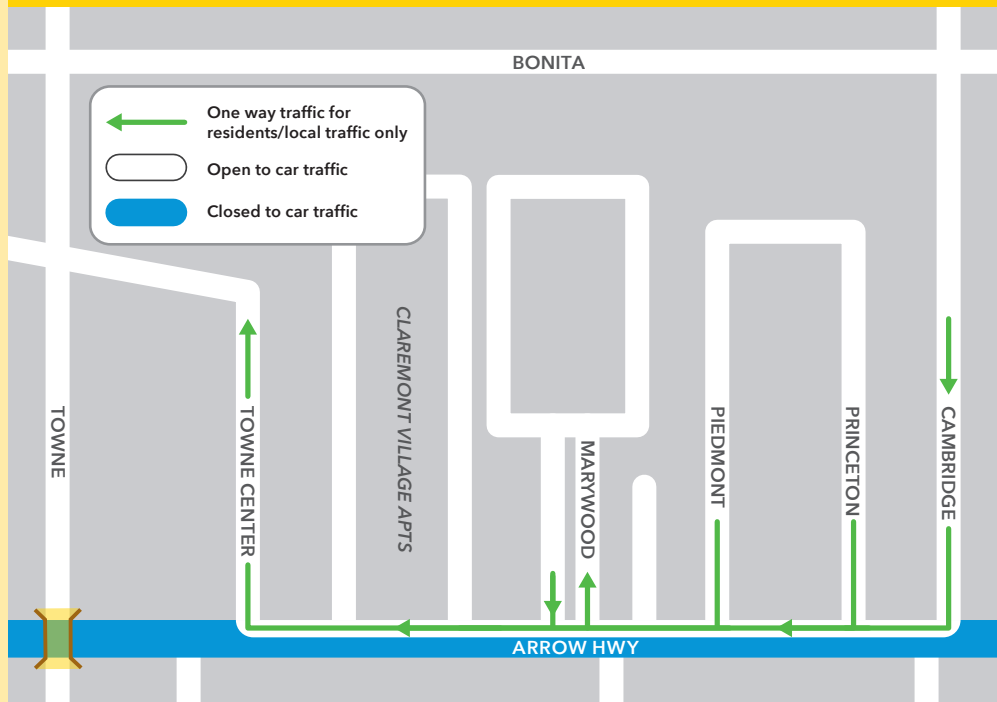 BONITA
One way traffic for
residents/local traffic only
Open to car traffic
Closed to car traffic
TOWNE
TOWNE CENTER
CLAREMONT VILLAGE APTS
MARYWOOD
PIEDMONT
PRINCETON
CAMBRIDGE
ARROW HWY